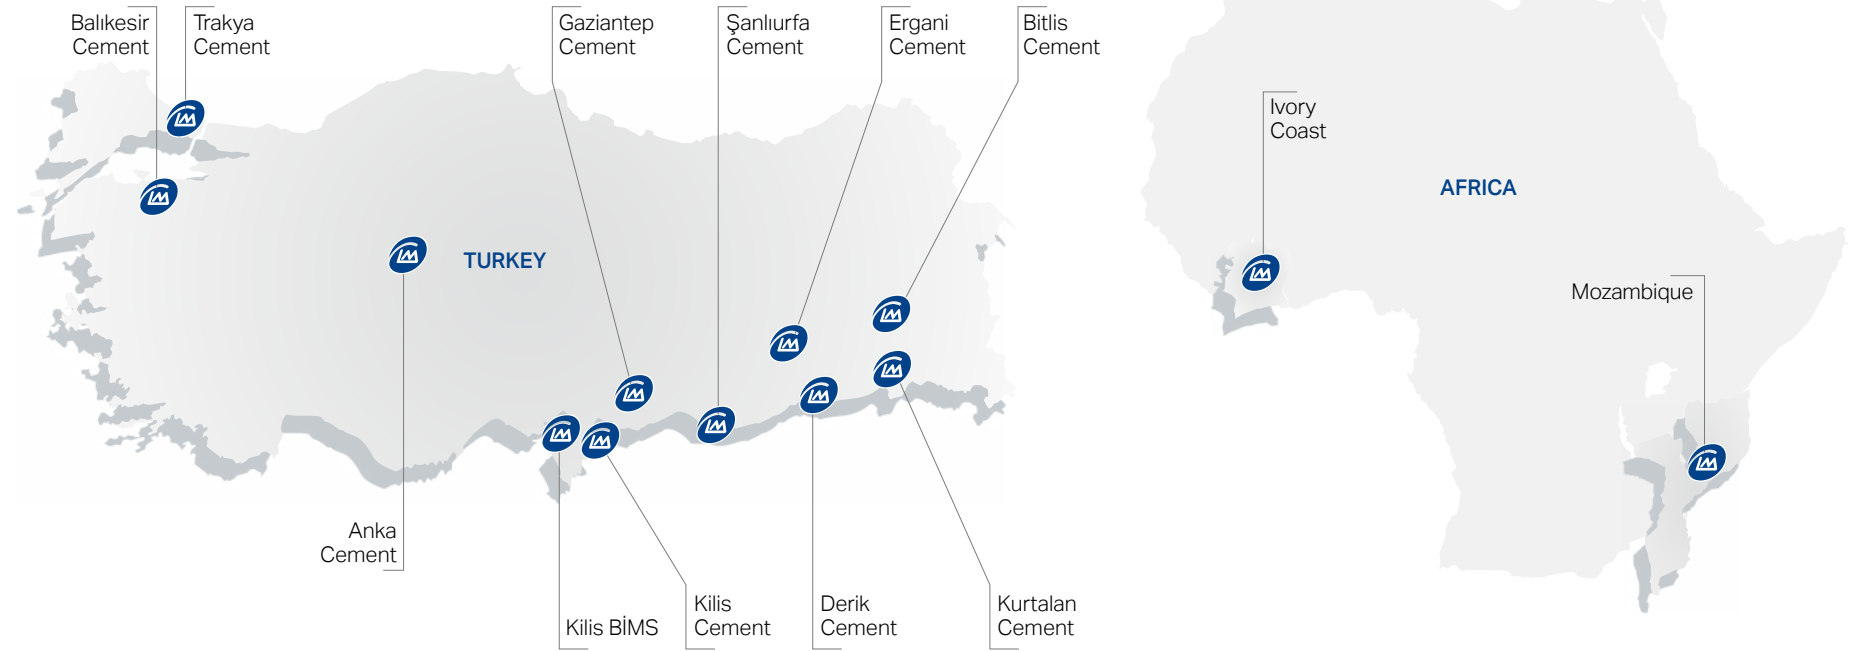 Balıkesir
Cement
Trakya
Cement
Gaziantep
Cement
Şanlıurfa
Cement
Ergani
Cement
Bitlis
Cement
Ivory
Coast
AFRICA
TURKEY
Mozambique
Anka
Cement
Kilis BİMS
Kilis
Cement
Derik
Cement
Kurtalan
Cement